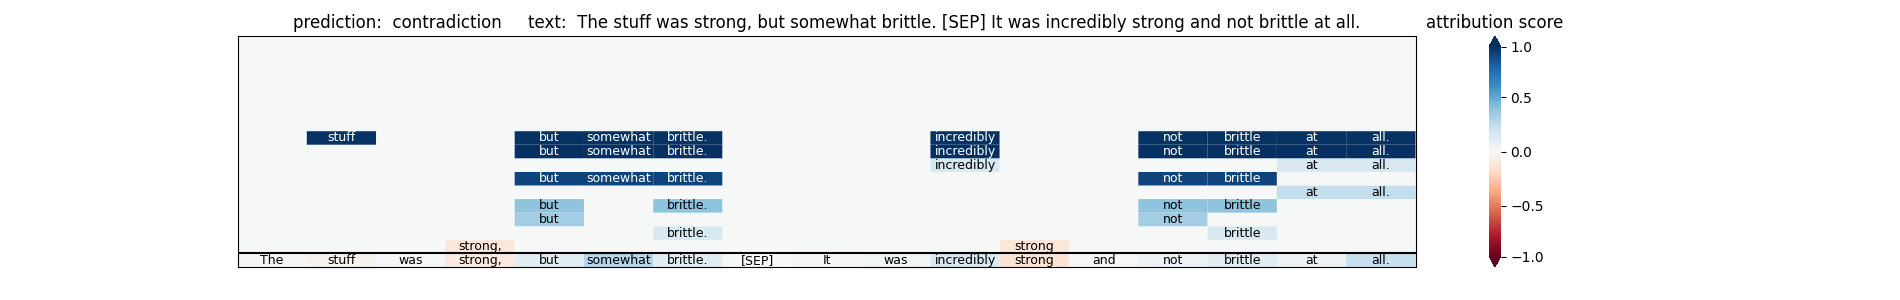 prediction:  contradiction     text:  The stuff was strong, but somewhat brittle. [SEP] It was incredibly strong and not brittle at all.
attribution score
1.0
0.5
0.0
−0.5
−1.0
stuff but somewhat brittle. incredibly not brittle at all.
but somewhat brittle. incredibly not brittle at all.
incredibly at all.
but somewhat brittle. not brittle
at all.
but brittle. not brittle
but not
brittle. brittle
strong, strong
The stuff was strong, but somewhat brittle. [SEP] It was incredibly strong and not brittle at all.